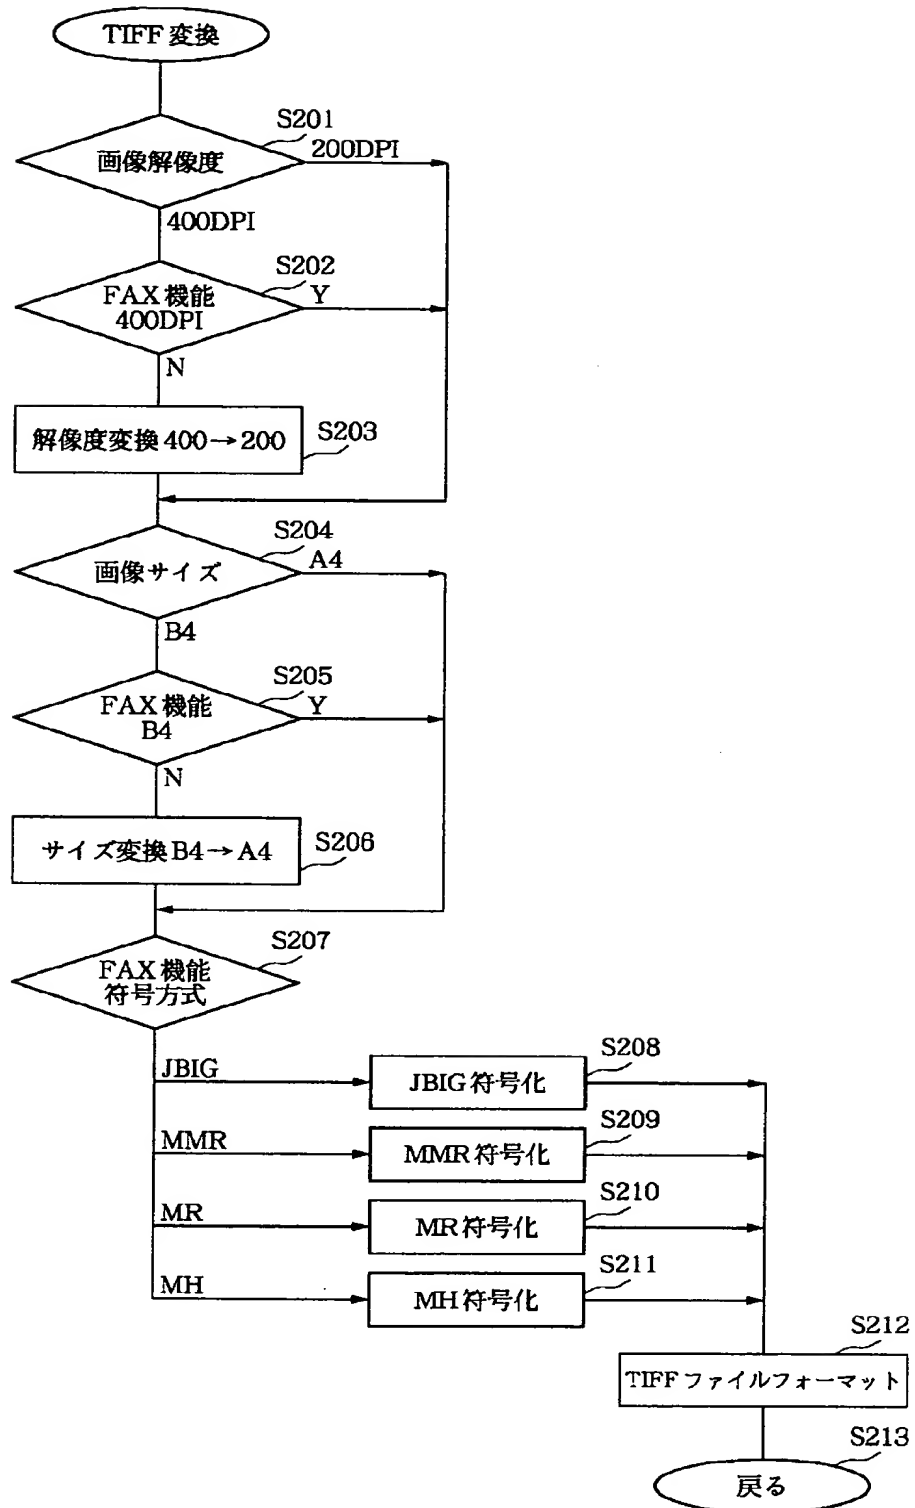 TIFF 変換
S201
画像解像度
200DPI
400DPI
S202
FAX 機能
400DPI
Y
N
解像度変換 400→200
S203
S204
画像サイズ
A4
B4
S205
FAX 機能
B4
Y
N
サイズ変換 B4→A4
S206
S207
FAX 機能
符号方式
JBIG
JBIG 符号化
S208
MMR
MMR 符号化
S209
MR
MR 符号化
S210
MH
MH 符号化
S211
S212
TIFF ファイルフォーマット
S213
戻る